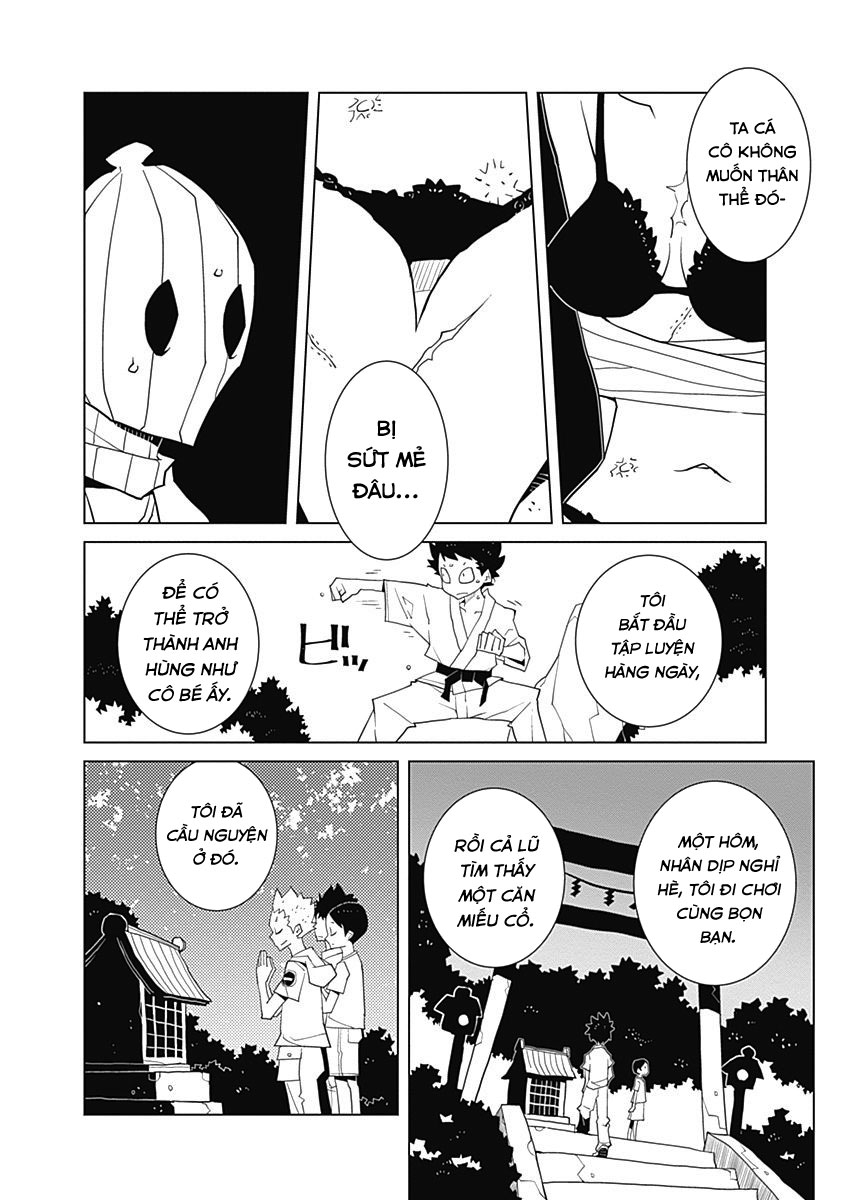 TA CÁ
CÔ KHÔNG
MUỐN THÂN
THỂ ĐÓ-
BỊ
SỨT MẺ
ĐÂU...
TÔI
BẮT ĐẦU
TẬP LUYỆN
HÀNG NGÀY,
ĐỂ CÓ
THỂ TRỞ
THÀNH ANH
HÙNG NHƯ
CÔ BÉ ẤY.
ビッ
MỘT HÔM,
NHÂN DỊP NGHỈ
HÈ, TÔI ĐI CHƠI
CÙNG BỌN
BẠN.
RỒI CẢ LŨ
TÌM THẤY
MỘT CĂN
MIẾU CỔ.
TÔI ĐÃ
CẦU NGUYỆN
Ở ĐÓ.